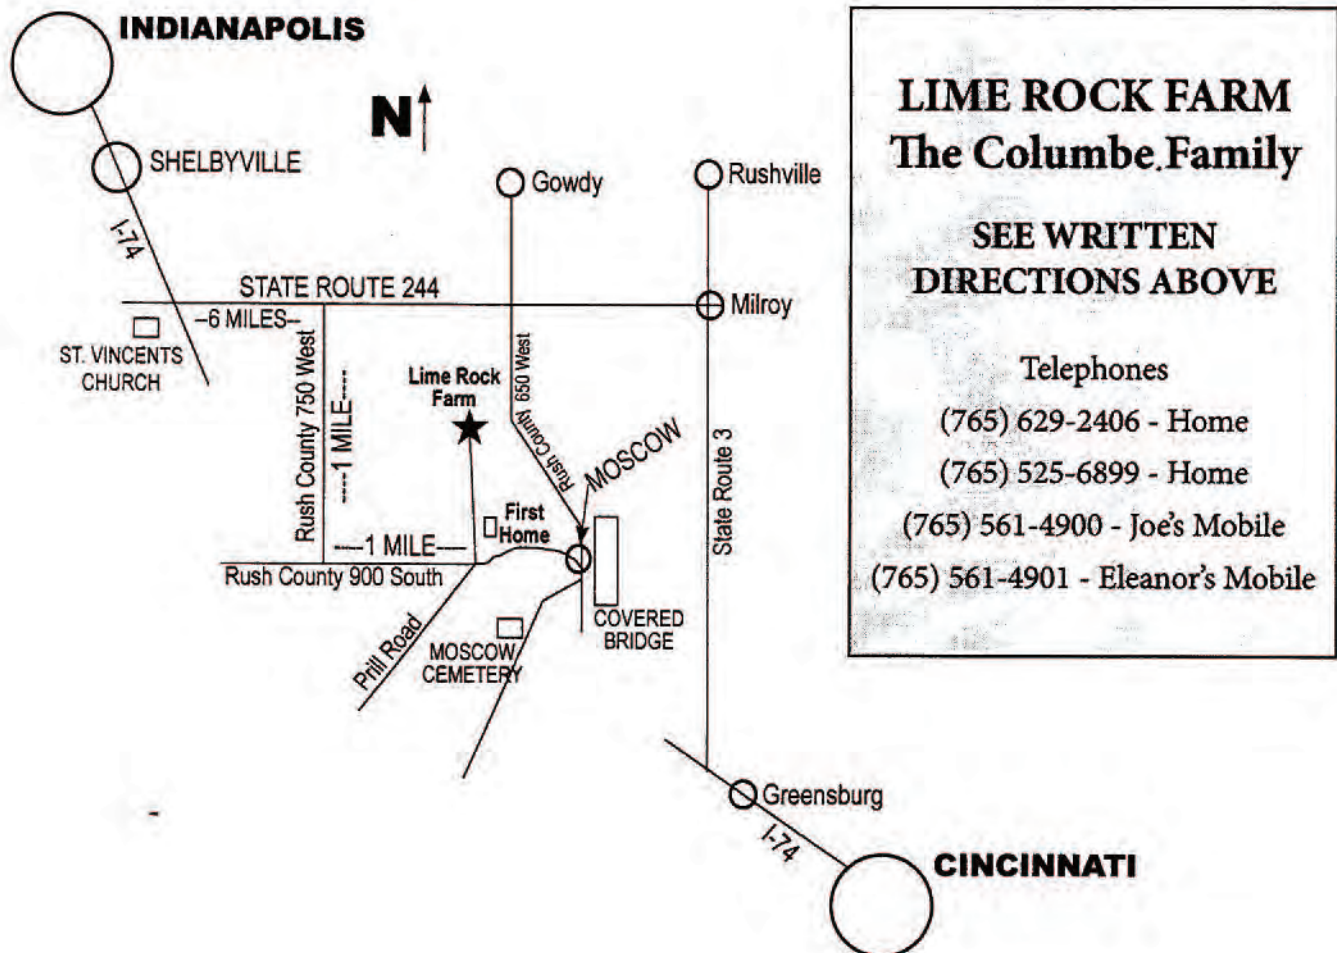 INDIANAPOLIS
N
SHELBYVILLE
Gowdy
Rushville
I-74
STATE ROUTE 244
Milroy
–6 MILES–
ST. VINCENTS
CHURCH
Rush County 750 West
----1 MILE-----
Lime Rock
Farm
Rush County 650 West
MOSCOW
State Route 3
First
Home
----1 MILE--
Rush County 900 South
COVERED
BRIDGE
Prill Road
MOSCOW
CEMETERY
Greensburg
I-74
CINCINNATI
LIME ROCK FARM
The Columbe.Family
SEE WRITTEN
DIRECTIONS ABOVE
Telephones
(765) 629-2406 - Home
(765) 525-6899 - Home
(765) 561-4900 - Joe's Mobile
(765) 561-4901 - Eleanor's Mobile